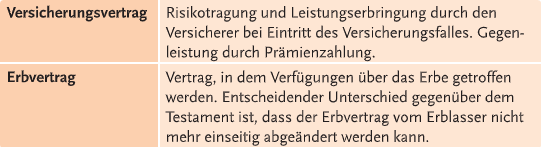 Versicherungsvertrag
Risikotragung und Leistungserbringung durch den
Versicherer bei Eintritt des Versicherungsfalles. Gegen-
leistung durch Prämienzahlung.
Erbvertrag
Vertrag, in dem Verfügungen über das Erbe getroffen
werden. Entscheidender Unterschied gegenüber dem
Testament ist, dass der Erbvertrag vom Erblasser nicht
mehr einseitig abgeändert werden kann.